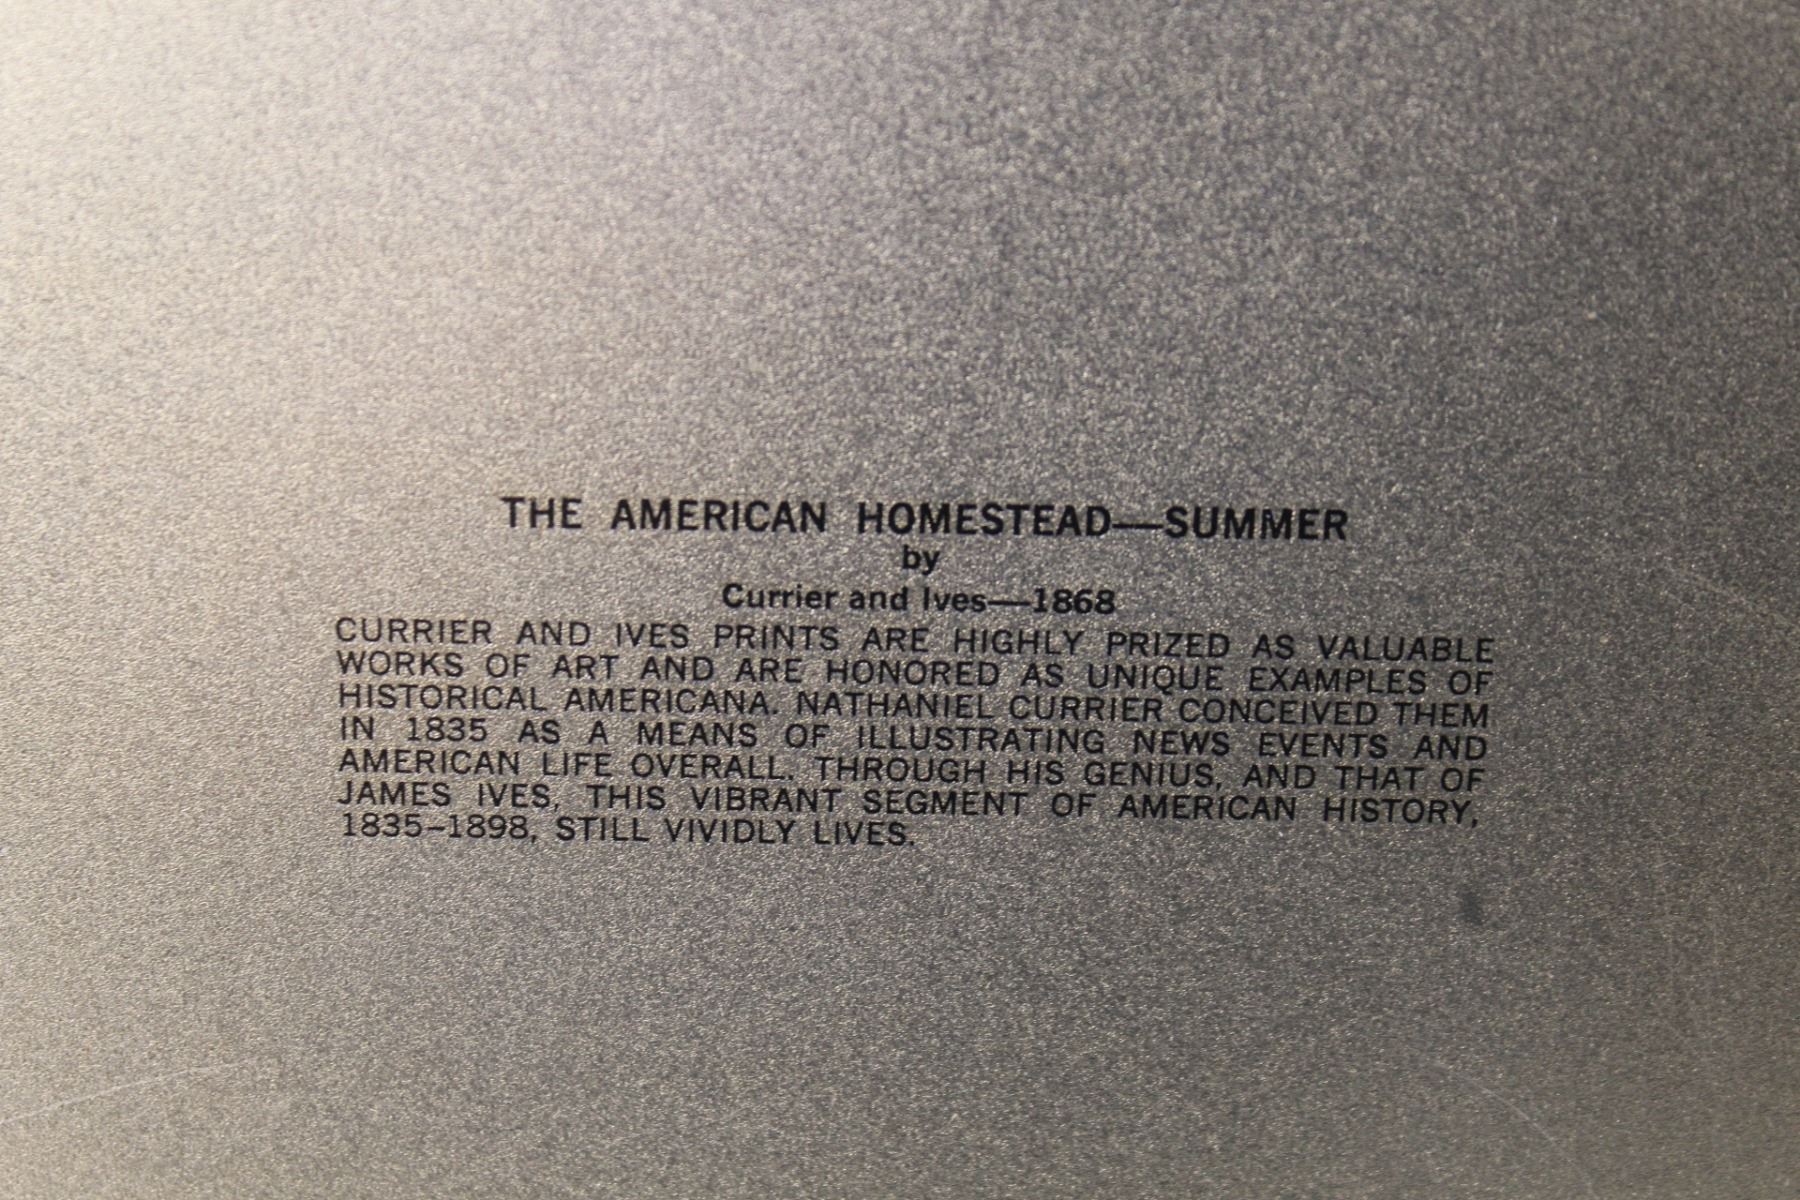 THE AMERICAN HOMESTEAD—SUMMER
by
Currier and Ives—1868
CURRIER AND IVES PRINTS ARE HIGHLY PRIZED AS VALUABLE
WORKS OF ART AND ARE HONORED AS UNIQUE EXAMPLES OF
HISTORICAL AMERICANA. NATHANIEL CURRIER CONCEIVED THEM
IN 1835 AS A MEANS OF ILLUSTRATING NEWS EVENTS AND
AMERICAN LIFE OVERALL. THROUGH HIS GENIUS, AND THAT OF
JAMES IVES, THIS VIBRANT SEGMENT OF AMERICAN HISTORY,
1835–1898, STILL VIVIDLY LIVES.